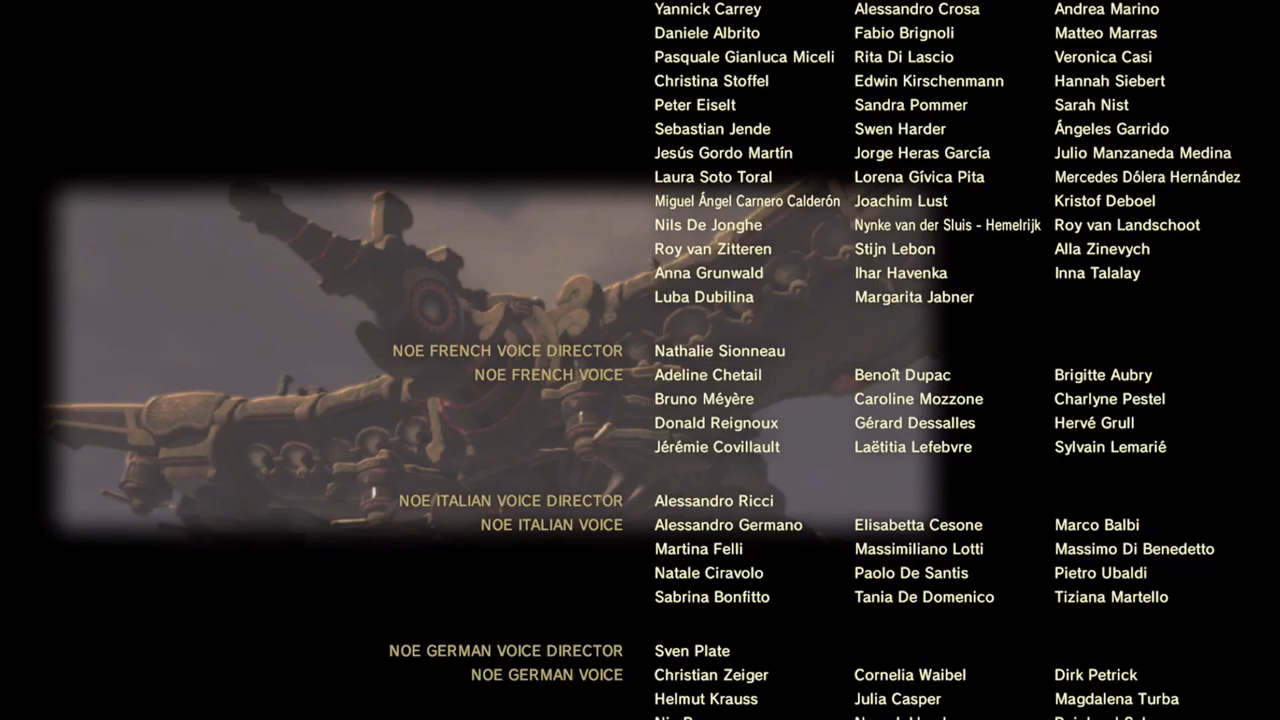 Yannick Carrey Alessandro Crosa Andrea Marino
Daniele Albrito Fabio Brignoli Matteo Marras
Pasquale Gianluca Miceli Rita Di Lascio Veronica Casi
Christina Stoffel Edwin Kirschenmann Hannah Siebert
Peter Eiselt Sandra Pommer Sarah Nist
Sebastian Jende Swen Harder Ángeles Garrido
Jesús Gordo Martín Jorge Heras García Julio Manzaneda Medina
Laura Soto Toral Lorena Gívica Pita Mercedes Dólera Hernández
Miguel Ángel Carnero Calderón Joachim Lust Kristof Deboel
Nils De Jonghe Nynke van der Sluis - Hemelrijk Roy van Landschoot
Roy van Zitteren Stijn Lebon Alla Zinevych
Anna Grunwald Ihar Havenka Inna Talalay
Luba Dubilina Margarita Jabner
NOE FRENCH VOICE DIRECTOR Nathalie Sionneau
NOE FRENCH VOICE Adeline Chetail Benoît Dupac Brigitte Aubry
Bruno Méyère Caroline Mozzone Charlyne Pestel
Donald Reignoux Gérard Dessalles Hervé Grull
Jérémie Covillault Laëtitia Lefebvre Sylvain Lemarié
NOE ITALIAN VOICE DIRECTOR Alessandro Ricci
NOE ITALIAN VOICE Alessandro Germano Elisabetta Cesone Marco Balbi
Martina Felli Massimiliano Lotti Massimo Di Benedetto
Natale Ciravolo Paolo De Santis Pietro Ubaldi
Sabrina Bonfitto Tania De Domenico Tiziana Martello
NOE GERMAN VOICE DIRECTOR Sven Plate
NOE GERMAN VOICE Christian Zeiger Cornelia Waibel Dirk Petrick
Helmut Krauss Julia Casper Magdalena Turba